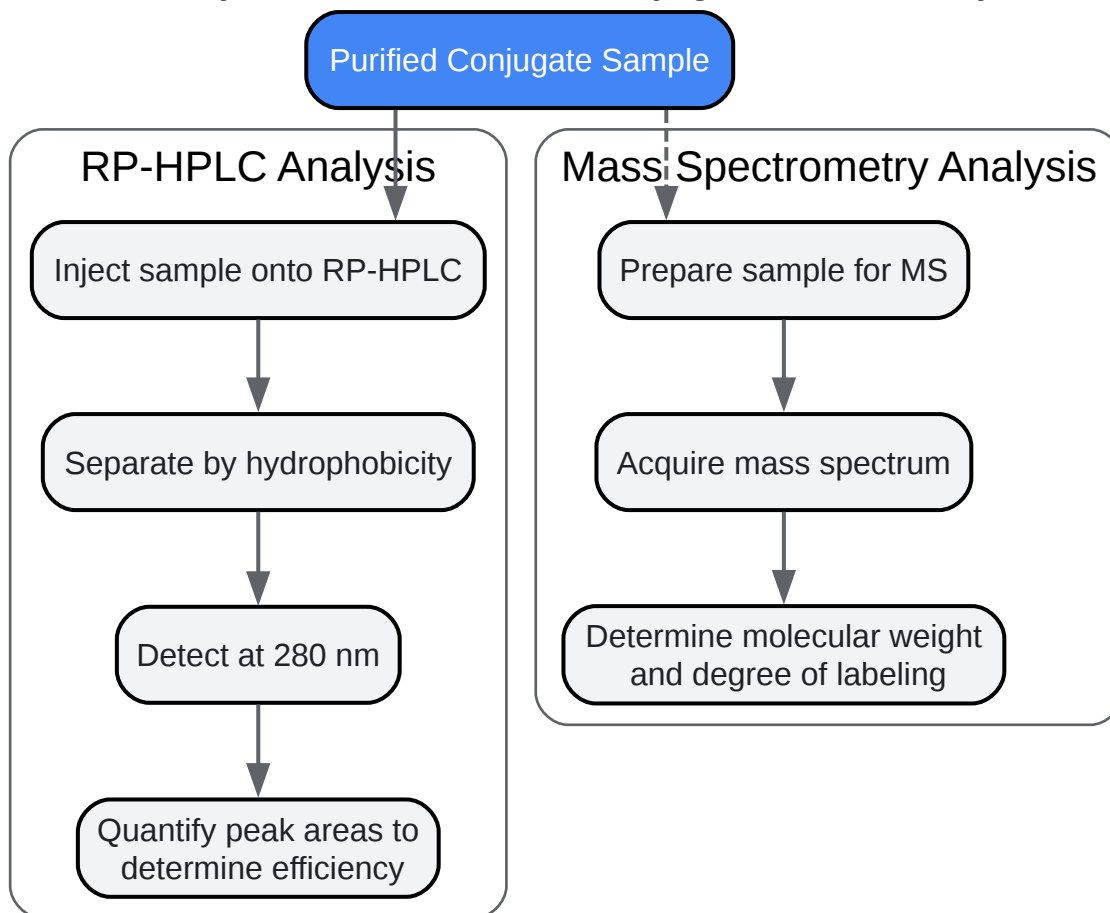 Purified Conjugate Sample
RP-HPLC Analysis
Inject sample onto RP-HPLC
Separate by hydrophobicity
Detect at 280 nm
Quantify peak areas to
determine efficiency
Mass Spectrometry Analysis
Prepare sample for MS
Acquire mass spectrum
Determine molecular weight
and degree of labeling